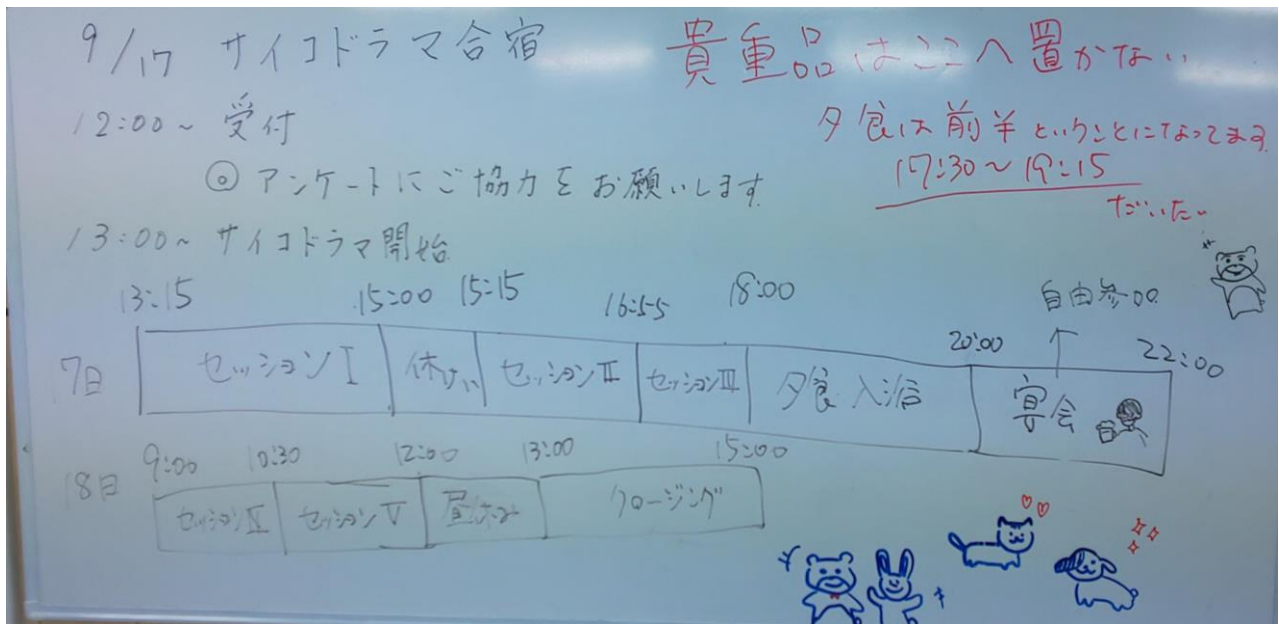 9/17 サイコドラマ合宿
貴重品はここへ置かない
12:00~ 受付
夕食は前半ということになってます
17:30~19:15
だいたい
◎アンケートにご協力をお願いします
13:00~ サイコドラマ開始
13:15 15:00 15:15 16:55 18:00 20:00 22:00
自由参加
17日 セッションⅠ 休けい セッションⅡ セッションⅢ 夕食 入浴 宴会
9:00 10:30 12:00 13:00 15:00
18日 セッションⅣ セッションⅤ 昼休み クロージング